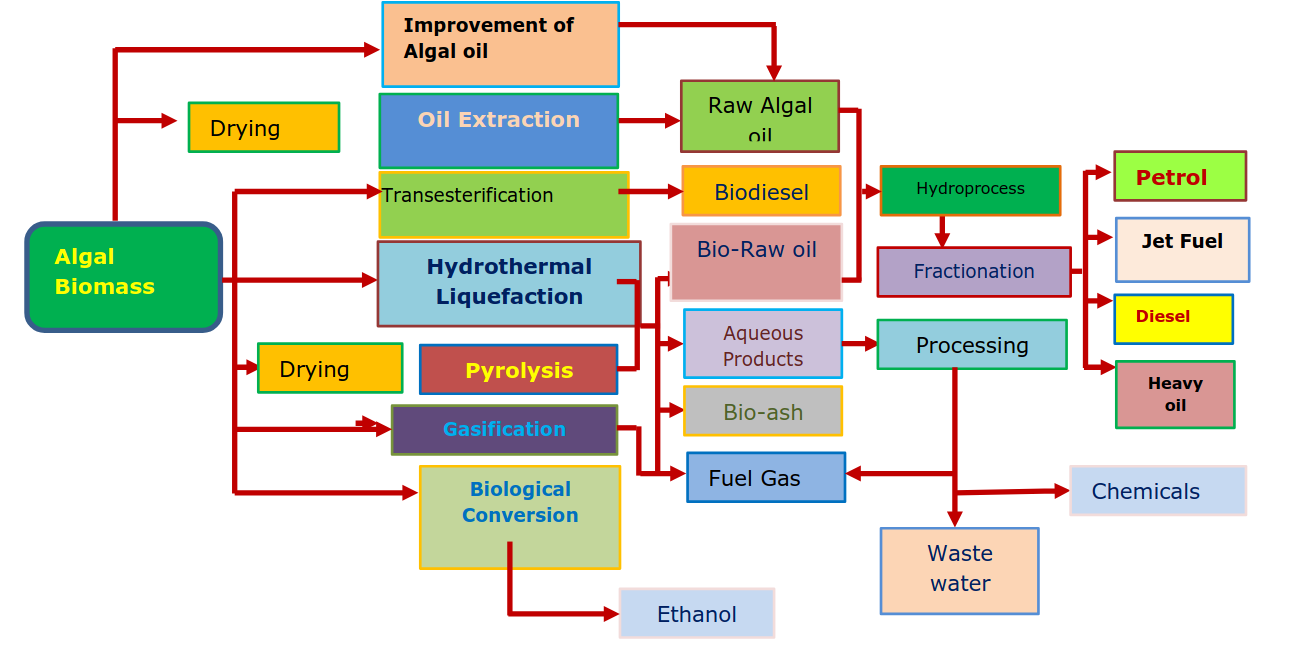 Improvement of
Algal oil
Drying
Oil Extraction
Raw Algal
oil
Transesterification
Biodiesel
Hydroprocess
Petrol
Algal
Biomass
Hydrothermal
Liquefaction
Bio-Raw oil
Fractionation
Jet Fuel
Drying
Pyrolysis
Aqueous
Products
Processing
Diesel
Gasification
Bio-ash
Heavy
oil
Biological
Conversion
Fuel Gas
Chemicals
Waste
water
Ethanol